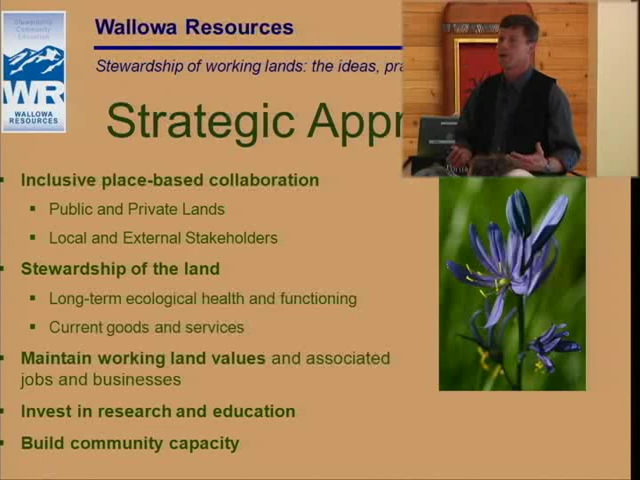 Stewardship
Community
Education
WR
WALLOWA
RESOURCES
Wallowa Resources
Stewardship of working lands: the ideas, pra
Strategic Appr
Inclusive place-based collaboration
Public and Private Lands
Local and External Stakeholders
Stewardship of the land
Long-term ecological health and functioning
Current goods and services
Maintain working land values and associated
jobs and businesses
Invest in research and education
Build community capacity